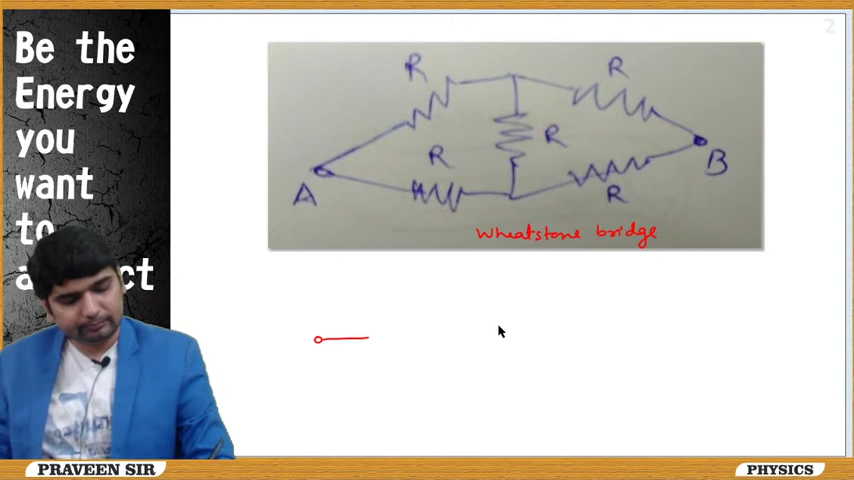 Be the
Energy
you
want
to
a ct
2
R
R
R
R
R
A
B
Wheatstone bridge
PRAVEEN SIR
PHYSICS